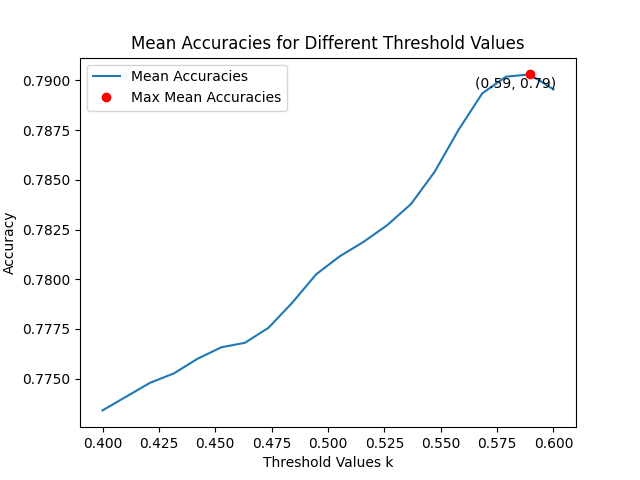 Mean Accuracies for Different Threshold Values
Mean Accuracies
Max Mean Accuracies
(0.59, 0.79)
0.7900
0.7875
0.7850
0.7825
0.7800
0.7775
0.7750
Accuracy
0.400 0.425 0.450 0.475 0.500 0.525 0.550 0.575 0.600
Threshold Values k